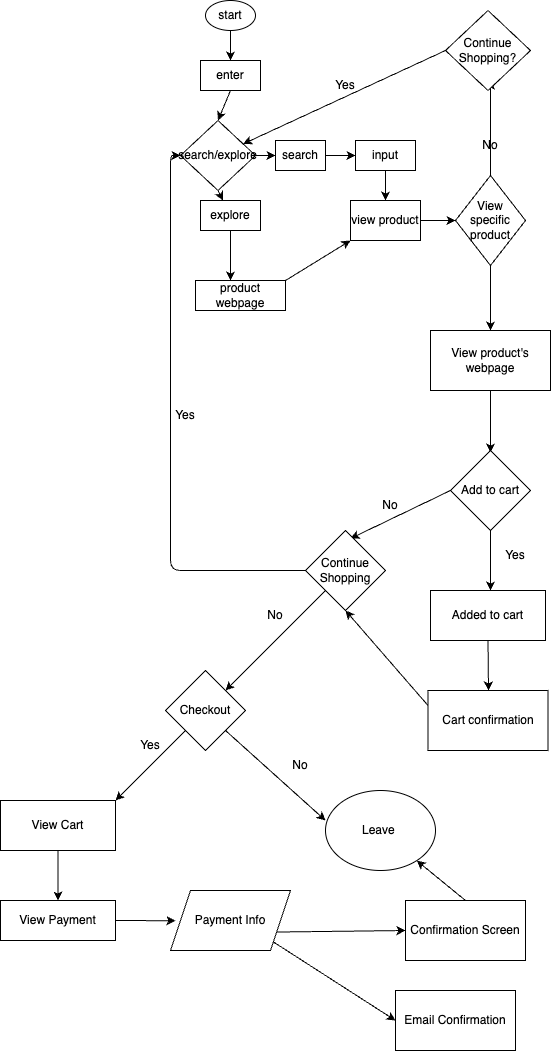 start
Continue
Shopping?
enter
Yes
No
search/explore
search
input
explore
view product
View
specific
product
product
webpage
View product's
webpage
Yes
Add to cart
No
Continue
Shopping
Yes
Added to cart
No
Checkout
Cart confirmation
Yes
No
View Cart
Leave
View Payment
Payment Info
Confirmation Screen
Email Confirmation